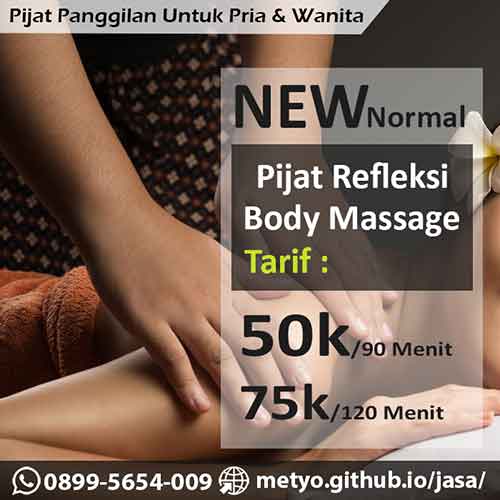 Pijat Panggilan Untuk Pria & Wanita
NEW Normal
Pijat Refleksi
Body Massage
Tarif :
50k/90 Menit
75k/120 Menit
0899-5654-009 metyo.github.io/jasa/